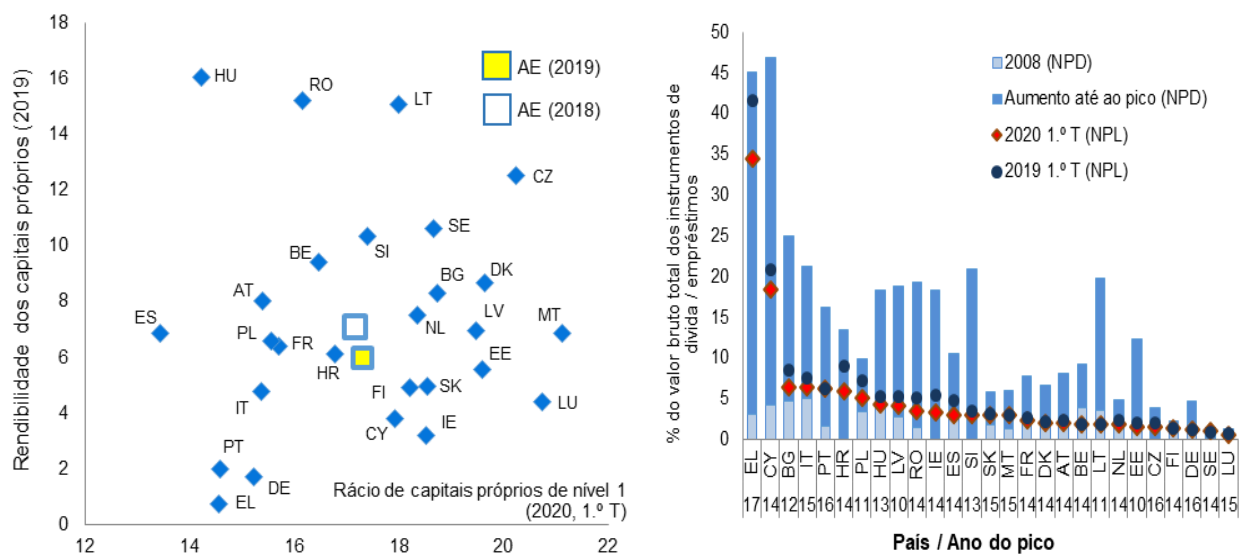 Rendibilidade dos capitais próprios (2019)
18
16
14
12
10
8
6
4
2
0
12
14
16
18
20
22
HU
RO
LT
CZ
SE
SI
BE
BG
DK
AT
ES
NL
LV
MT
PL
FR
HR
EE
IT
FI
SK
LU
CY
IE
PT
DE
EL
AE (2019)
AE (2018)
Rácio de capitais próprios de nível 1
(2020, 1.º T)
% do valor bruto total dos instrumentos de
dívida / empréstimos
50
45
40
35
30
25
20
15
10
5
0
2008 (NPD)
Aumento até ao pico (NPD)
2020 1.º T (NPL)
2019 1.º T (NPL)
EL CY BG IT PT HR PL HU LV RO IE ES SI SK MT FR DK AT BE LT NL EE CZ FI DE SE LU
17 14 12 15 16 14 11 13 10 14 14 14 13 15 15 14 14 14 14 11 14 10 16 14 16 14 15
País / Ano do pico